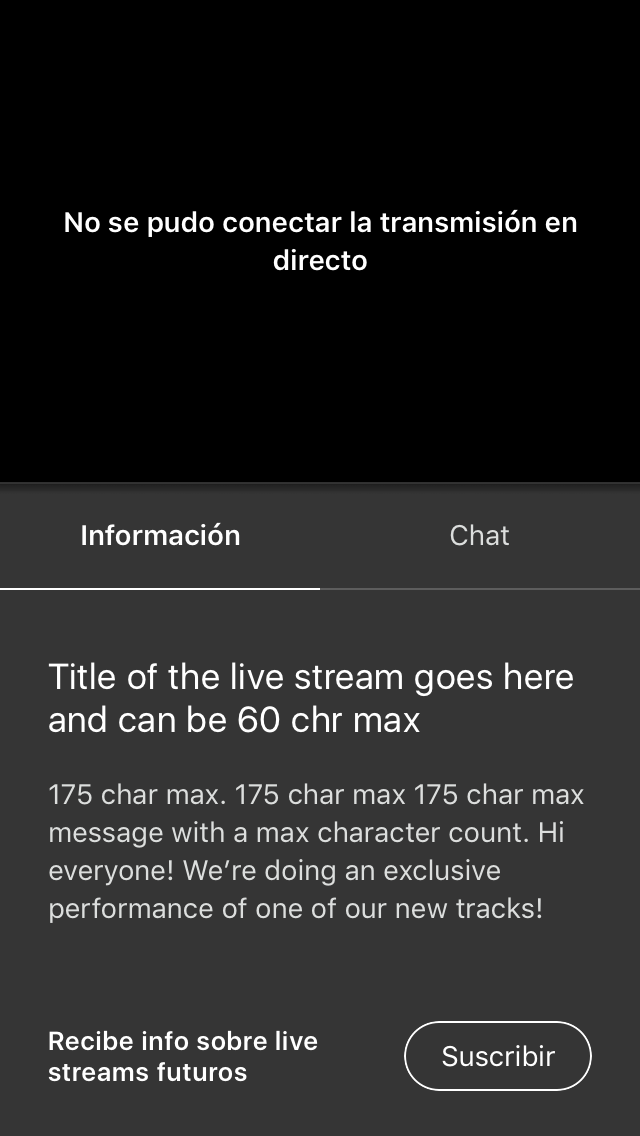 No se pudo conectar la transmisión en
directo
Información
Chat
Title of the live stream goes here
and can be 60 chr max
175 char max. 175 char max 175 char max
message with a max character count. Hi
everyone! We’re doing an exclusive
performance of one of our new tracks!
Recibe info sobre live
streams futuros
Suscribir